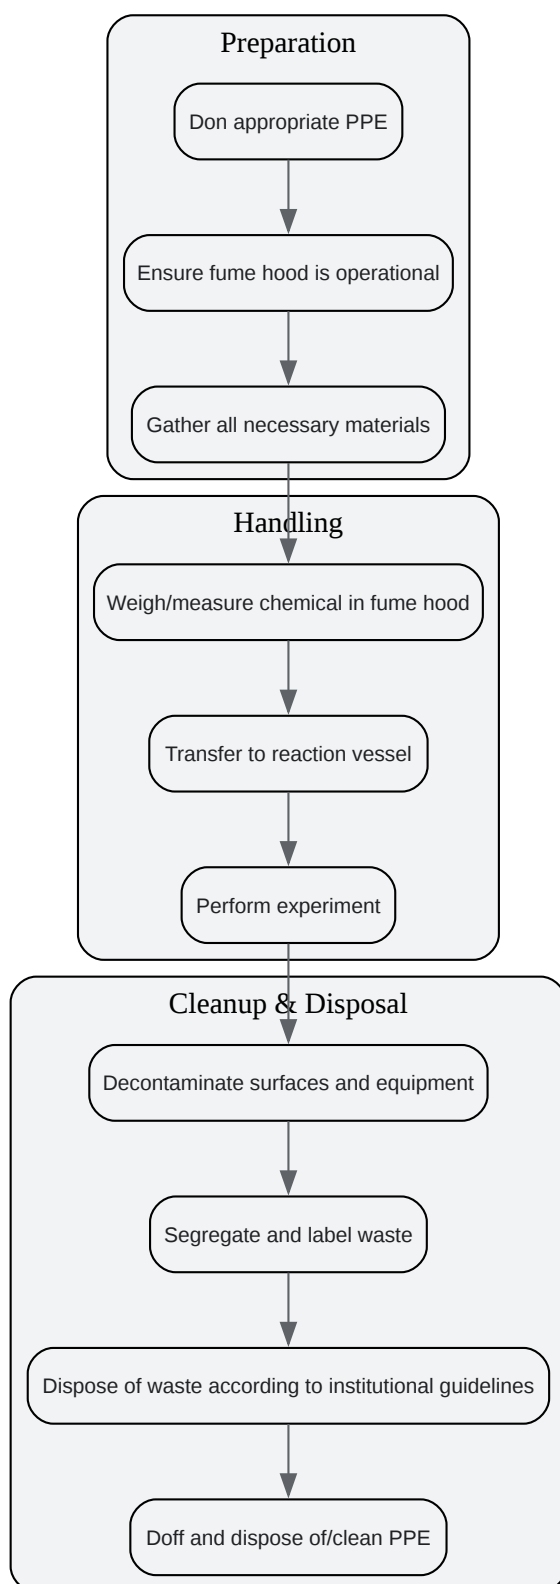 Preparation
Don appropriate PPE
Ensure fume hood is operational
Gather all necessary materials
Handling
Weigh/measure chemical in fume hood
Transfer to reaction vessel
Perform experiment
Cleanup & Disposal
Decontaminate surfaces and equipment
Segregate and label waste
Dispose of waste according to institutional guidelines
Doff and dispose of/clean PPE